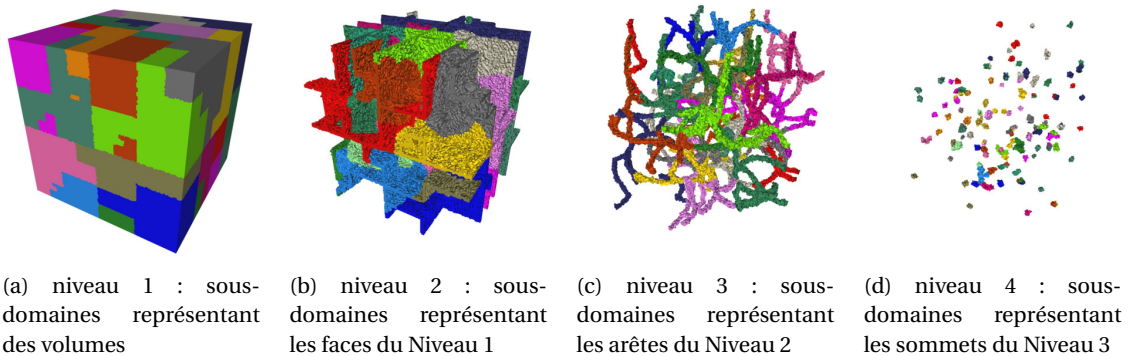 (a) niveau 1 : sous-
domaines représentant
des volumes
(b) niveau 2 : sous-
domaines représentant
les faces du Niveau 1
(c) niveau 3 : sous-
domaines représentant
les arêtes du Niveau 2
(d) niveau 4 : sous-
domaines représentant
les sommets du Niveau 3